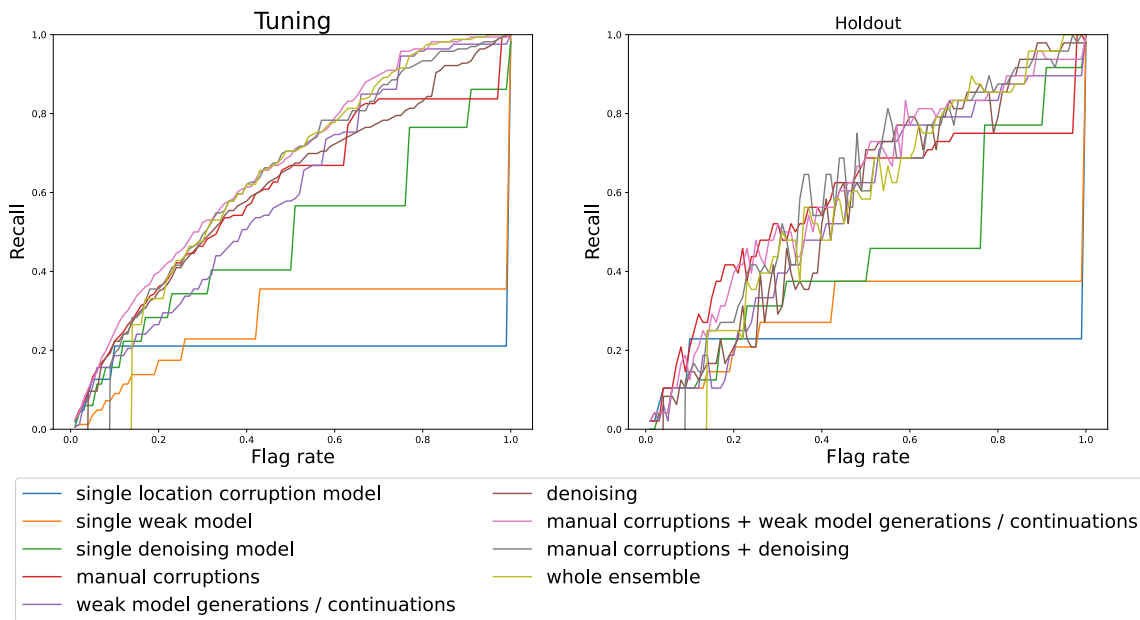 Tuning
Holdout
1.0
0.8
0.6
0.4
0.2
0.0
Recall
0.0
0.2
0.4
0.6
0.8
1.0
Flag rate
1.0
0.8
0.6
0.4
0.2
0.0
Recall
0.0
0.2
0.4
0.6
0.8
1.0
Flag rate
single location corruption model
single weak model
single denoising model
manual corruptions
weak model generations / continuations
denoising
manual corruptions + weak model generations / continuations
manual corruptions + denoising
whole ensemble